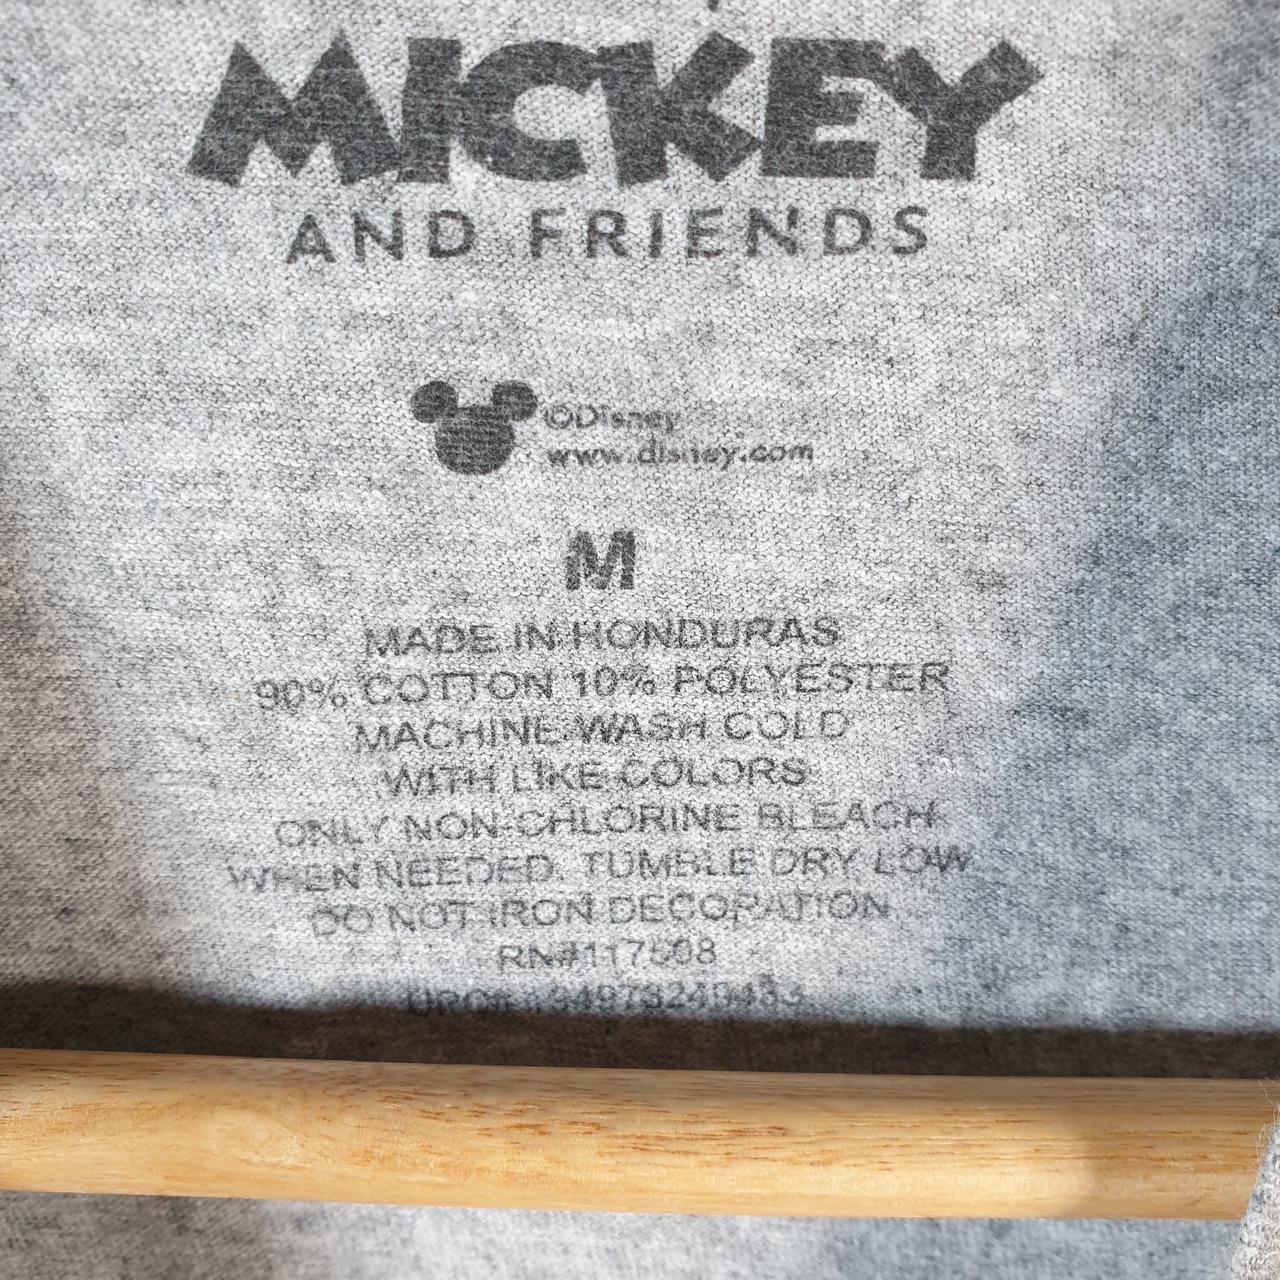 MICKEY
AND FRIENDS
©Disney
www.disney.com
M
MADE IN HONDURAS
90% COTTON 10% POLYESTER
MACHINE WASH COLD
WITH LIKE COLORS
ONLY NON-CHLORINE BLEACH
WHEN NEEDED. TUMBLE DRY LOW
DO NOT IRON DECORATION
RN#117508